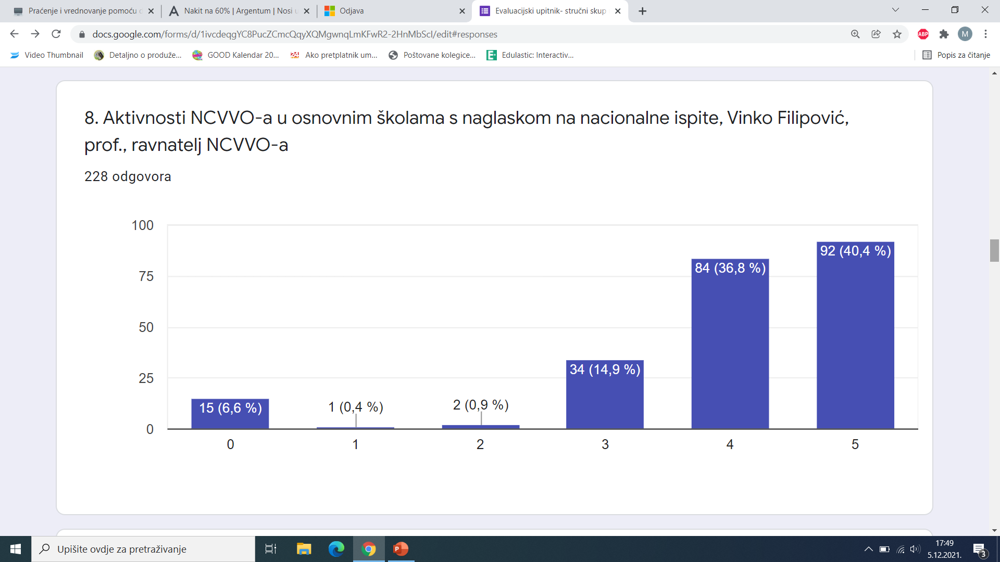 Praćenje i vrednovanje pomoću d
Nakit na 60% | Argentum | Nosi u
Odjava
Evaluacijski upitnik- stručni skup
docs.google.com/forms/d/1ivcdeqgYC8PucZCmcQqyXQMgwnqLmKFwR2-2HnMbScI/edit#responses
ABP
M
Video Thumbnail
Detaljno o produže...
GOOD Kalendar 20...
24
Ako pretplatnik um...
Poštovane kolegice...
E
Edulastic: Interactiv...
Popis za čitanje
8. Aktivnosti NCVVO-a u osnovnim školama s naglaskom na nacionalne ispite, Vinko Filipović,
prof., ravnatelj NCVVO-a
228 odgovora
100
75
50
25
0
15 (6,6 %)
1 (0,4 %)
2 (0,9 %)
34 (14,9 %)
84 (36,8 %)
92 (40,4 %)
0 1 2 3 4 5
Upišite ovdje za pretraživanje
P
17:49
5.12.2021.
3